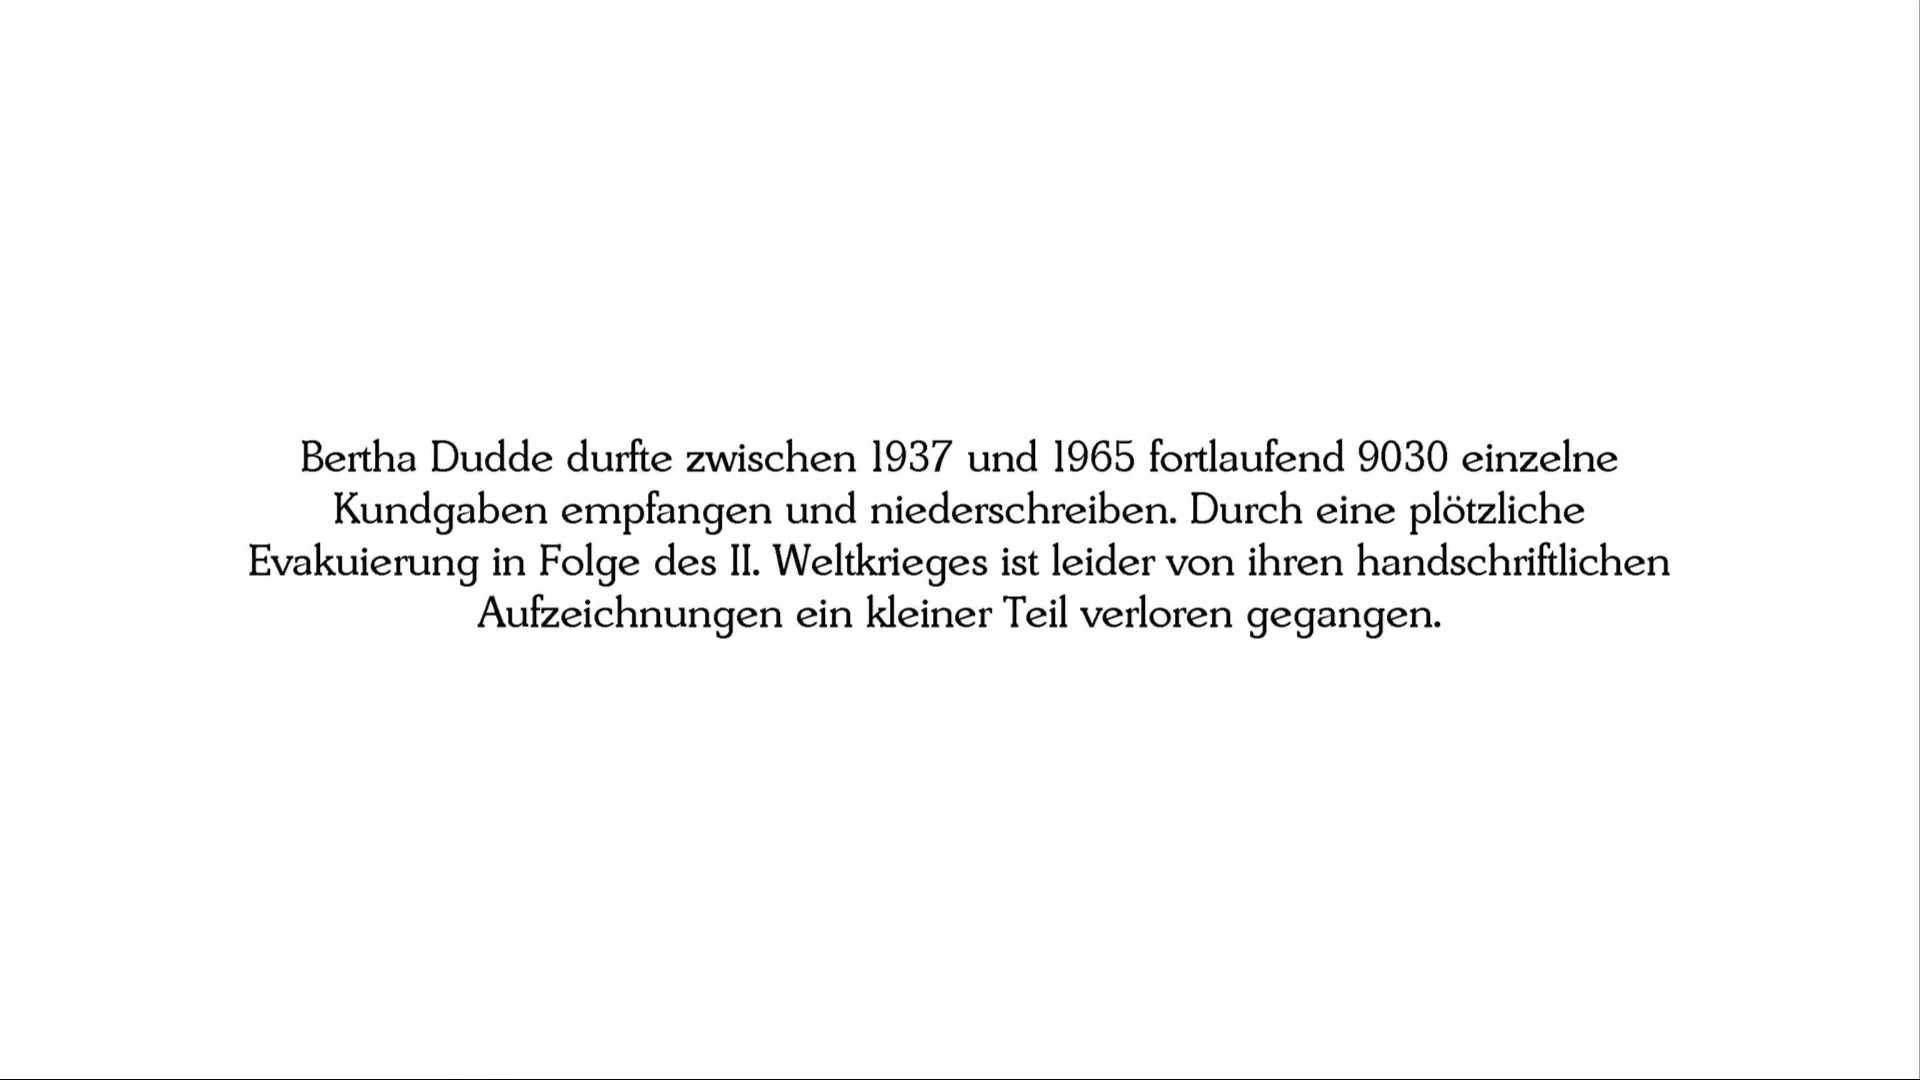 Bertha Dudde durfte zwischen 1937 und 1965 fortlaufend 9030 einzelne
Kundgaben empfangen und niederschreiben. Durch eine plötzliche
Evakuierung in Folge des II. Weltkrieges ist leider von ihren handschriftlichen
Aufzeichnungen ein kleiner Teil verloren gegangen.